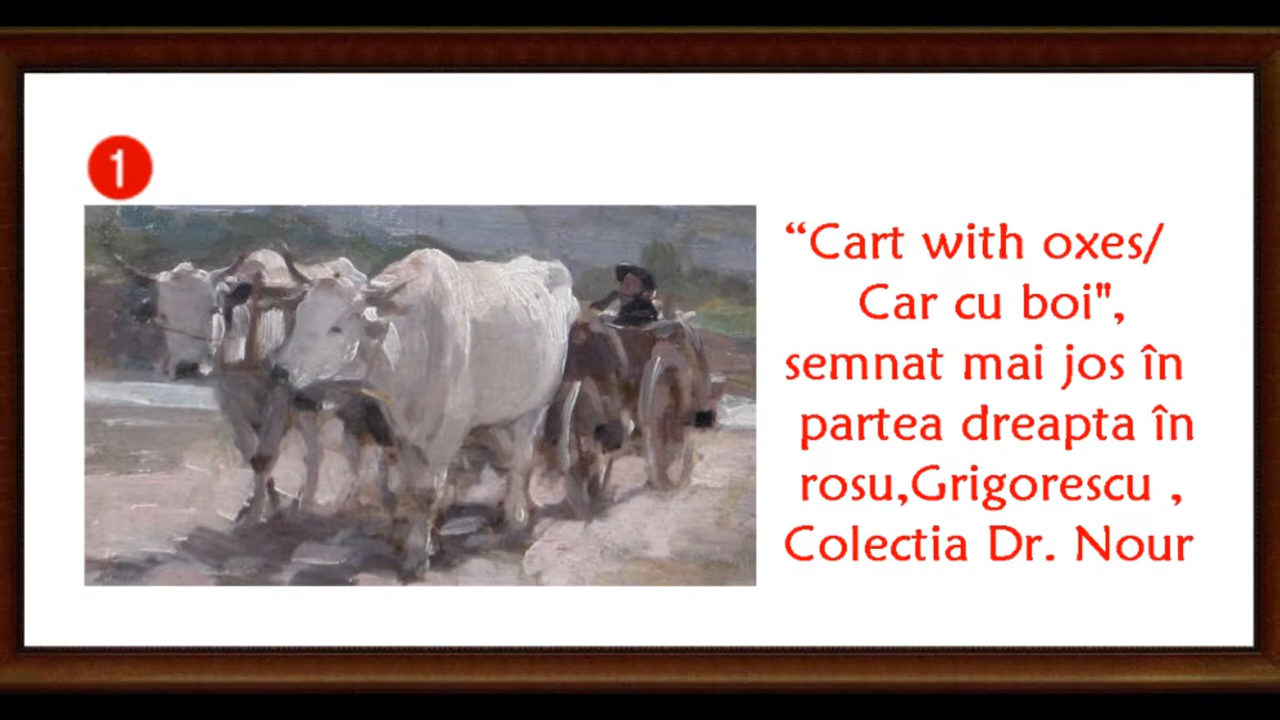 1
“Cart with oxes/
Car cu boi",
semnat mai jos în
partea dreapta în
rosu,Grigorescu ,
Colectia Dr. Nour